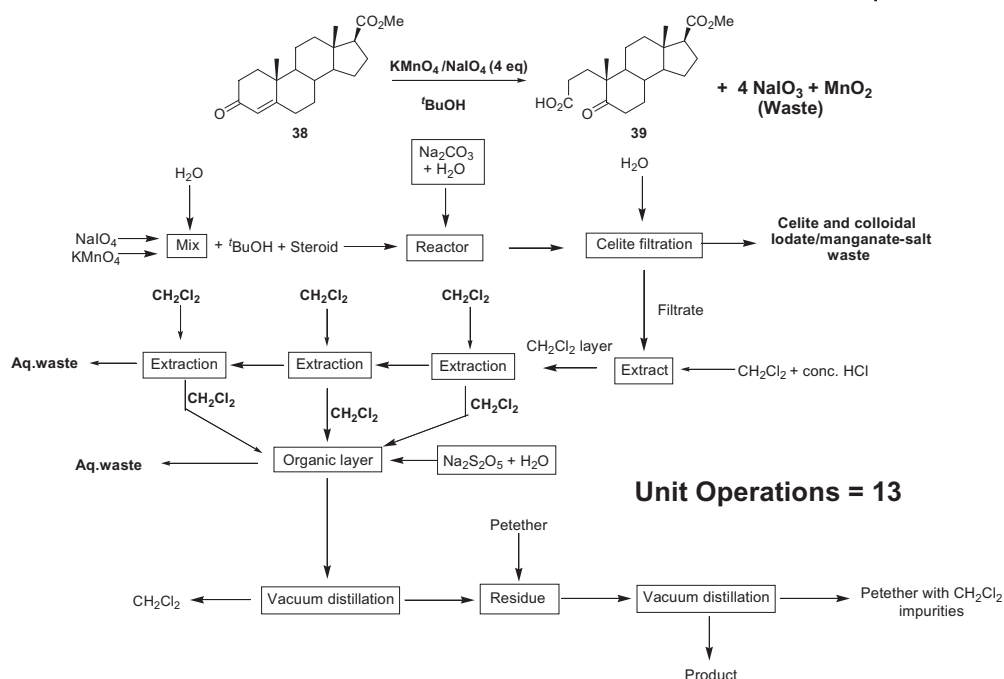 CO₂Me
CO₂Me
KMnO₄/NaIO₄ (4 eq)
ᵗBuOH
+ 4 NaIO₃ + MnO₂
(Waste)
O
HO₂C
O
38
39
Na₂CO₃
+ H₂O
H₂O
H₂O
NaIO₄
KMnO₄
Mix
+ ᵗBuOH + Steroid
Reactor
Celite filtration
Celite and colloidal
Iodate/manganate-salt
waste
CH₂Cl₂
CH₂Cl₂
CH₂Cl₂
Filtrate
CH₂Cl₂ layer
Aq.waste
Extraction
Extraction
Extraction
Extract
CH₂Cl₂ + conc. HCl
CH₂Cl₂
CH₂Cl₂
CH₂Cl₂
Aq.waste
Organic layer
Na₂S₂O₅ + H₂O
Unit Operations = 13
Petether
CH₂Cl₂
Vacuum distillation
Residue
Vacuum distillation
Petether with CH₂Cl₂
impurities
Product